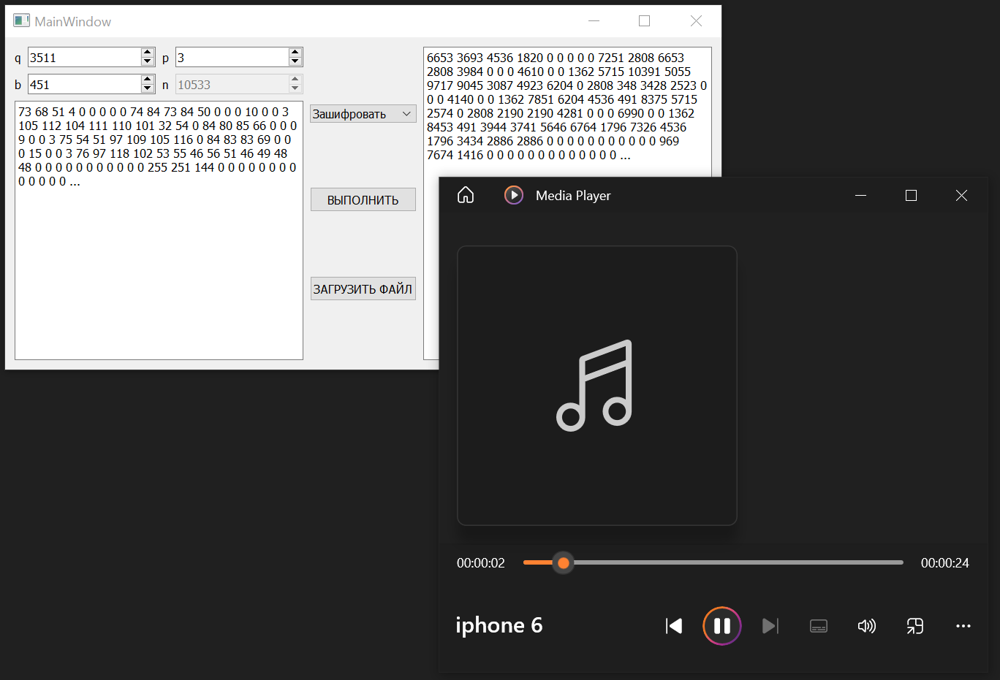 MainWindow
q 3511 p 3
b 451 n 10533
73 68 51 4 0 0 0 0 0 74 84 73 84 50 0 0 0 10 0 0 3
105 112 104 111 110 101 32 54 0 84 80 85 66 0 0 0
9 0 0 3 75 54 51 97 109 105 116 0 84 83 83 69 0 0
0 15 0 0 3 76 97 118 102 53 55 46 56 51 46 49 48
48 0 0 0 0 0 0 0 0 0 0 0 255 251 144 0 0 0 0 0 0 0 0
0 0 0 0 0 ...
Зашифровать
ВЫПОЛНИТЬ
ЗАГРУЗИТЬ ФАЙЛ
6653 3693 4536 1820 0 0 0 0 0 7251 2808 6653
2808 3984 0 0 0 4610 0 0 1362 5715 10391 5055
9717 9045 3087 4923 6204 0 2808 348 3428 2523 0
0 0 4140 0 0 1362 7851 6204 4536 491 8375 5715
2574 0 2808 2190 2190 4281 0 0 0 6990 0 0 1362
8453 491 3944 3741 5646 6764 1796 7326 4536
1796 3434 2886 2886 0 0 0 0 0 0 0 0 0 0 0 969
7674 1416 0 0 0 0 0 0 0 0 0 0 0 0 0 ...
Media Player
00:00:02
00:00:24
iphone 6